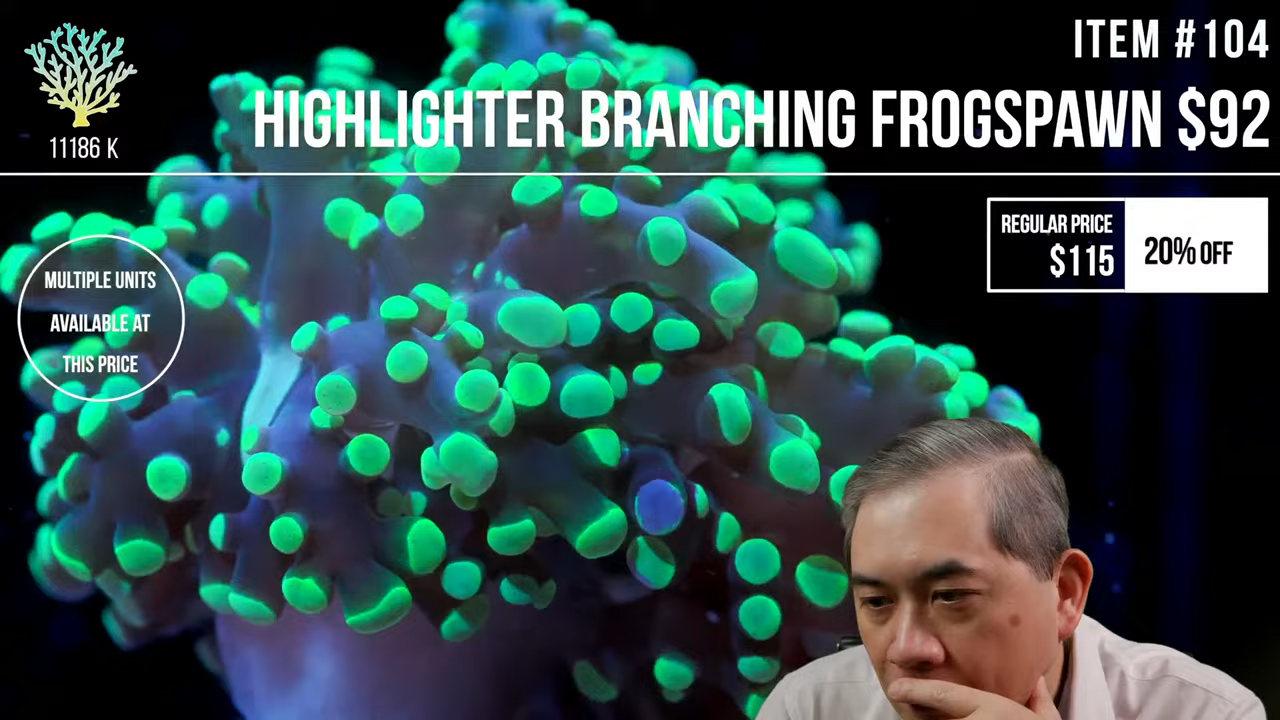 ITEM #104
HIGHLIGHTER BRANCHING FROGSPAWN $92
11186 K
REGULAR PRICE
$115
20% OFF
MULTIPLE UNITS
AVAILABLE AT
THIS PRICE